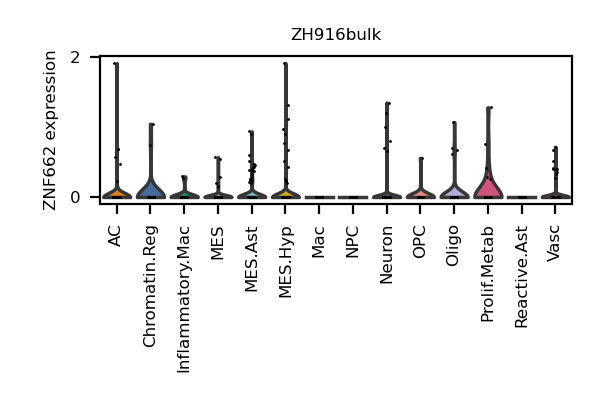 ZH916bulk
ZNF662 expression
2
0
AC
Chromatin.Reg
Inflammatory.Mac
MES
MES.Ast
MES.Hyp
Mac
NPC
Neuron
OPC
Oligo
Prolif.Metab
Reactive.Ast
Vasc